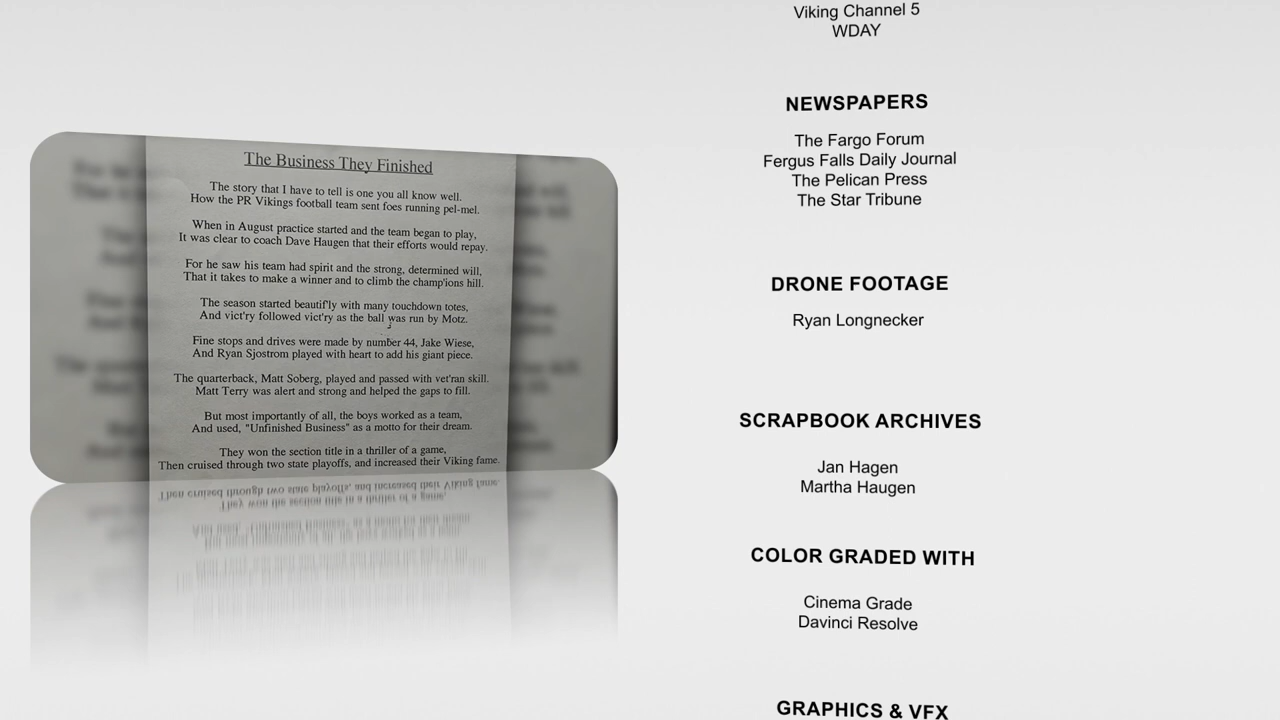 The Business They Finished
The story that I have to tell is one you all know well.
How the PR Vikings football team sent foes running pel-mel.
When in August practice started and the team began to play,
It was clear to coach Dave Haugen that their efforts would repay.
For he saw his team had spirit and the strong, determined will,
That it takes to make a winner and to climb the champ'ions hill.
The season started beautif'ly with many touchdown totes,
And vict'ry followed vict'ry as the ball was run by Motz.
Fine stops and drives were made by number 44, Jake Wiese,
And Ryan Sjostrom played with heart to add his giant piece.
The quarterback, Matt Soberg, played and passed with vet'ran skill.
Matt Terry was alert and strong and helped the gaps to fill.
But most importantly of all, the boys worked as a team,
And used, "Unfinished Business" as a motto for their dream.
They won the section title in a thriller of a game,
Then cruised through two state playoffs, and increased their Viking fame.
Viking Channel 5
WDAY
NEWSPAPERS
The Fargo Forum
Fergus Falls Daily Journal
The Pelican Press
The Star Tribune
DRONE FOOTAGE
Ryan Longnecker
SCRAPBOOK ARCHIVES
Jan Hagen
Martha Haugen
COLOR GRADED WITH
Cinema Grade
Davinci Resolve
GRAPHICS & VFX